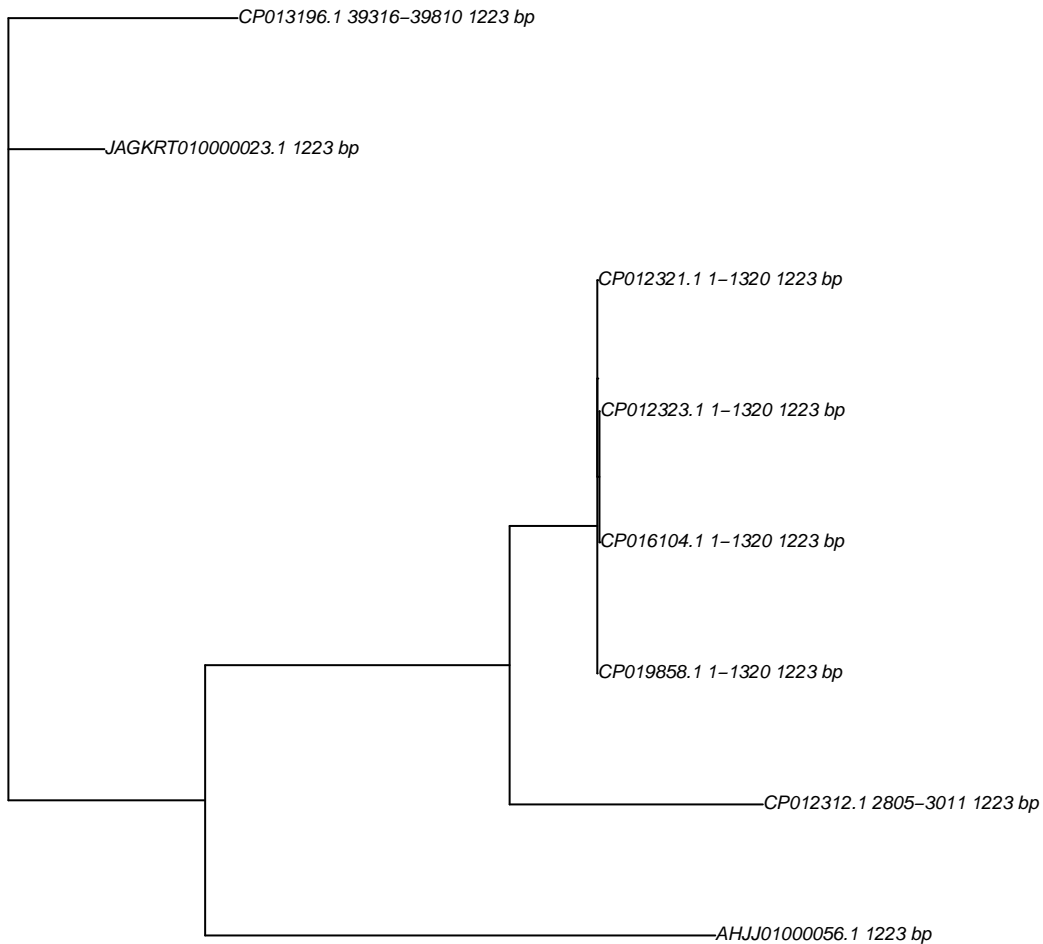 CP013196.1 39316−39810 1223 bp
JAGKRT010000023.1 1223 bp
CP012321.1 1−1320 1223 bp
CP012323.1 1−1320 1223 bp
CP016104.1 1−1320 1223 bp
CP019858.1 1−1320 1223 bp
CP012312.1 2805−3011 1223 bp
AHJJ01000056.1 1223 bp